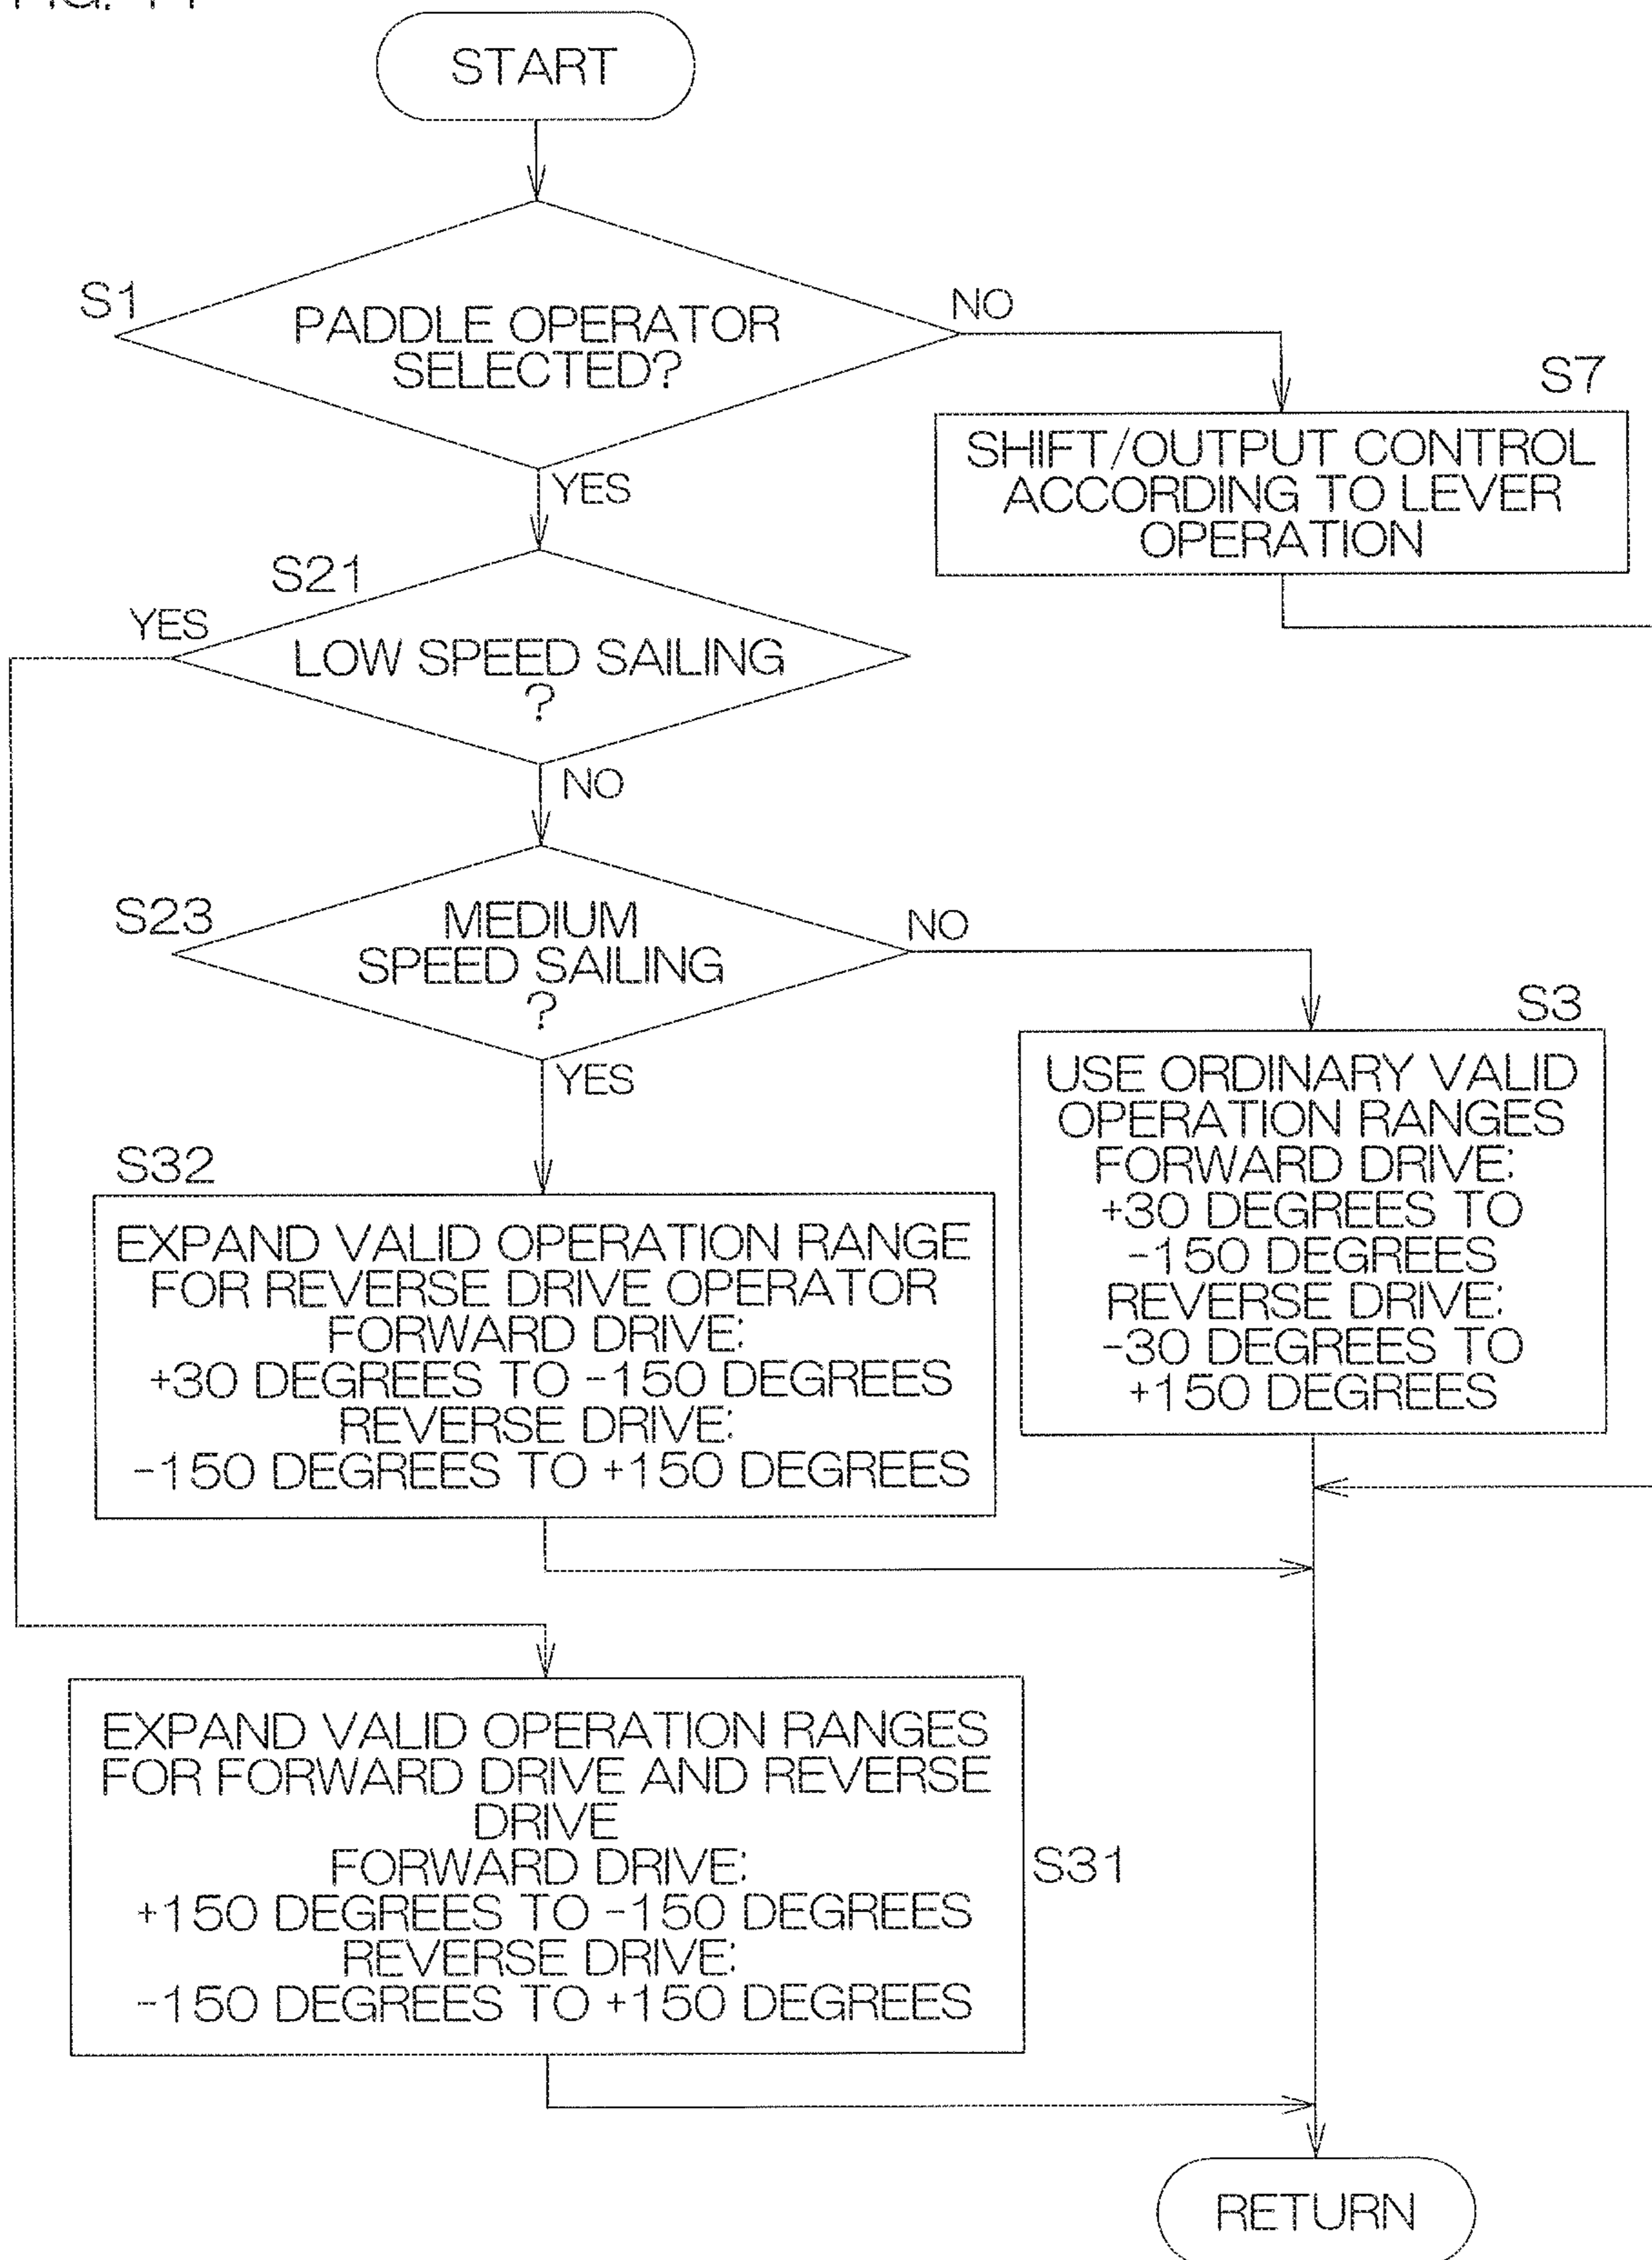 START
S1
PADDLE OPERATOR
SELECTED?
NO
YES
S7
SHIFT/OUTPUT CONTROL
ACCORDING TO LEVER
OPERATION
S21
YES
LOW SPEED SAILING
?
NO
S23
MEDIUM
SPEED SAILING
?
NO
YES
S3
USE ORDINARY VALID
OPERATION RANGES
FORWARD DRIVE:
+30 DEGREES TO
-150 DEGREES
REVERSE DRIVE:
-30 DEGREES TO
+150 DEGREES
S32
EXPAND VALID OPERATION RANGE
FOR REVERSE DRIVE OPERATOR
FORWARD DRIVE:
+30 DEGREES TO -150 DEGREES
REVERSE DRIVE:
-150 DEGREES TO +150 DEGREES
EXPAND VALID OPERATION RANGES
FOR FORWARD DRIVE AND REVERSE
DRIVE
FORWARD DRIVE:
+150 DEGREES TO -150 DEGREES
REVERSE DRIVE:
-150 DEGREES TO +150 DEGREES
S31
RETURN